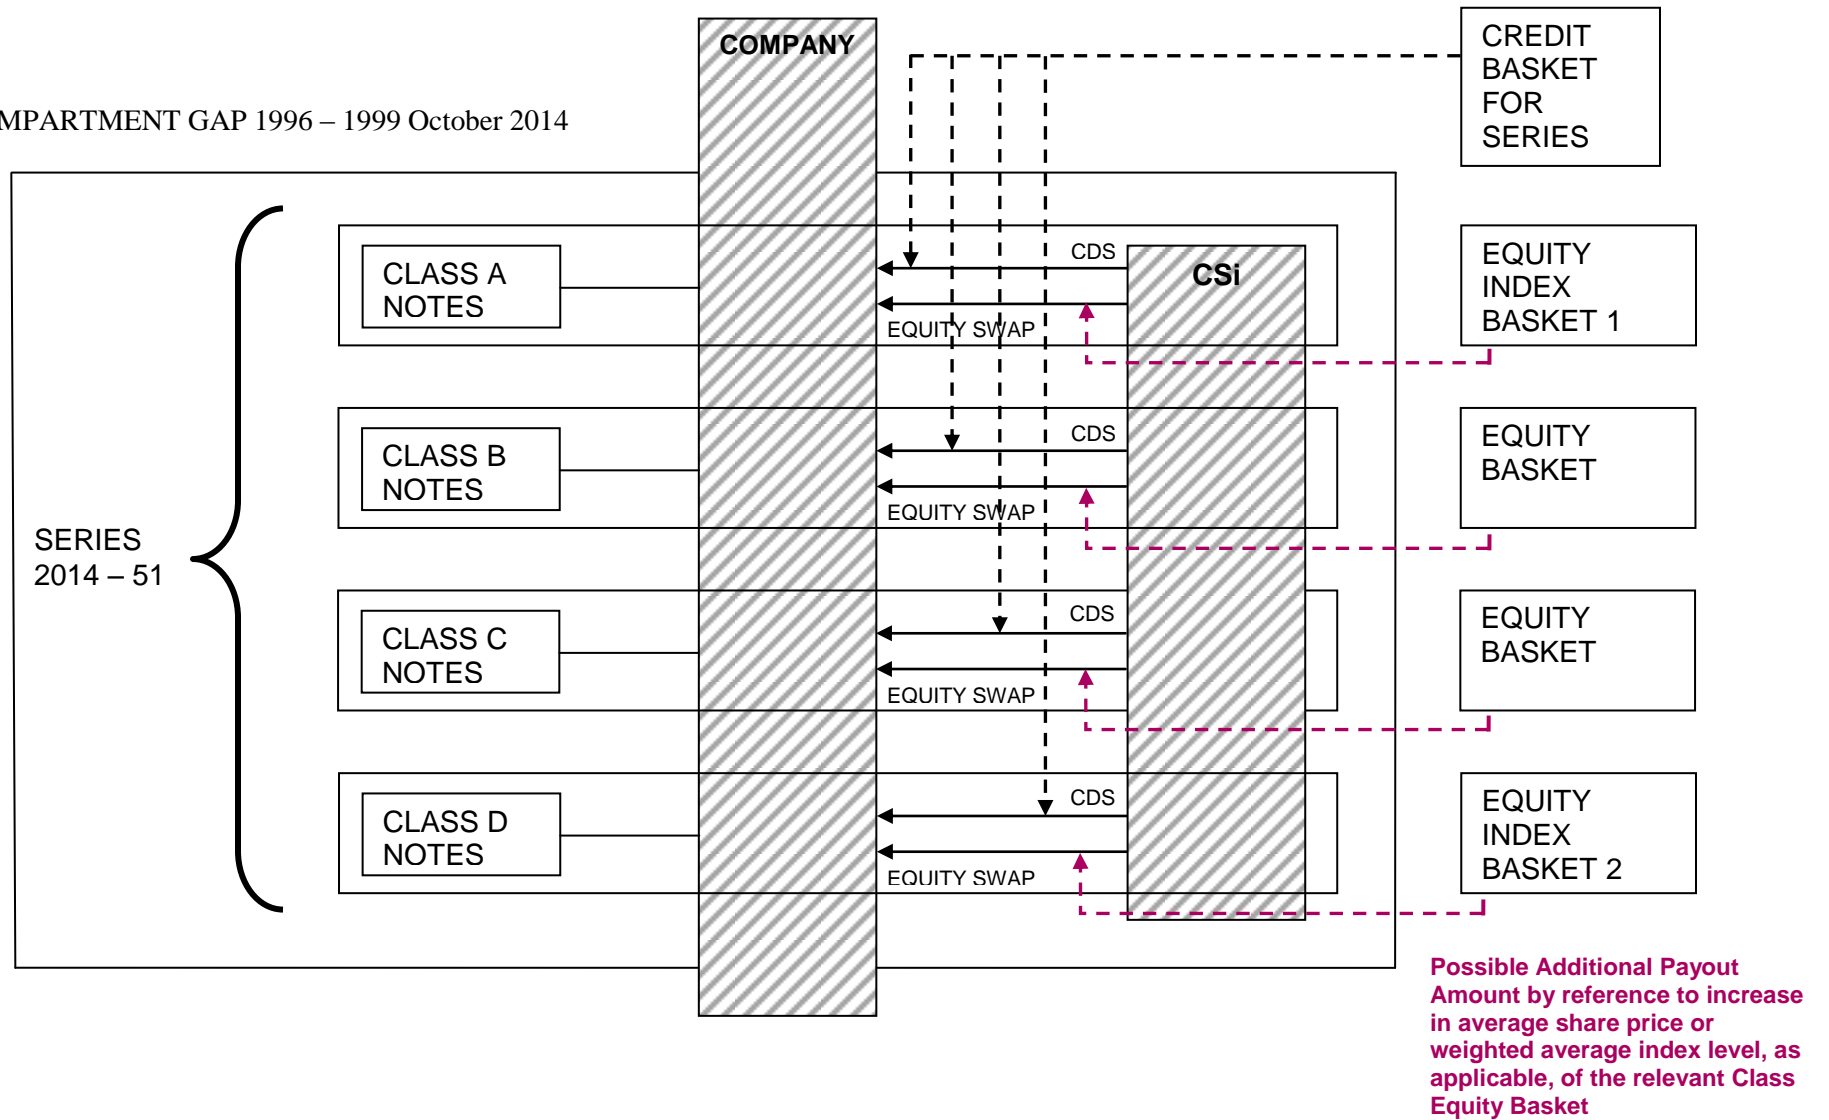 COMPANY
CREDIT
BASKET
FOR
SERIES
MPARTMENT GAP 1996 – 1999 October 2014
SERIES
2014 – 51
CLASS A
NOTES
CDS
EQUITY SWAP
CSi
EQUITY
INDEX
BASKET 1
CLASS B
NOTES
CDS
EQUITY SWAP
EQUITY
BASKET
CLASS C
NOTES
CDS
EQUITY SWAP
EQUITY
BASKET
CLASS D
NOTES
CDS
EQUITY SWAP
EQUITY
INDEX
BASKET 2
Possible Additional Payout
Amount by reference to increase
in average share price or
weighted average index level, as
applicable, of the relevant Class
Equity Basket